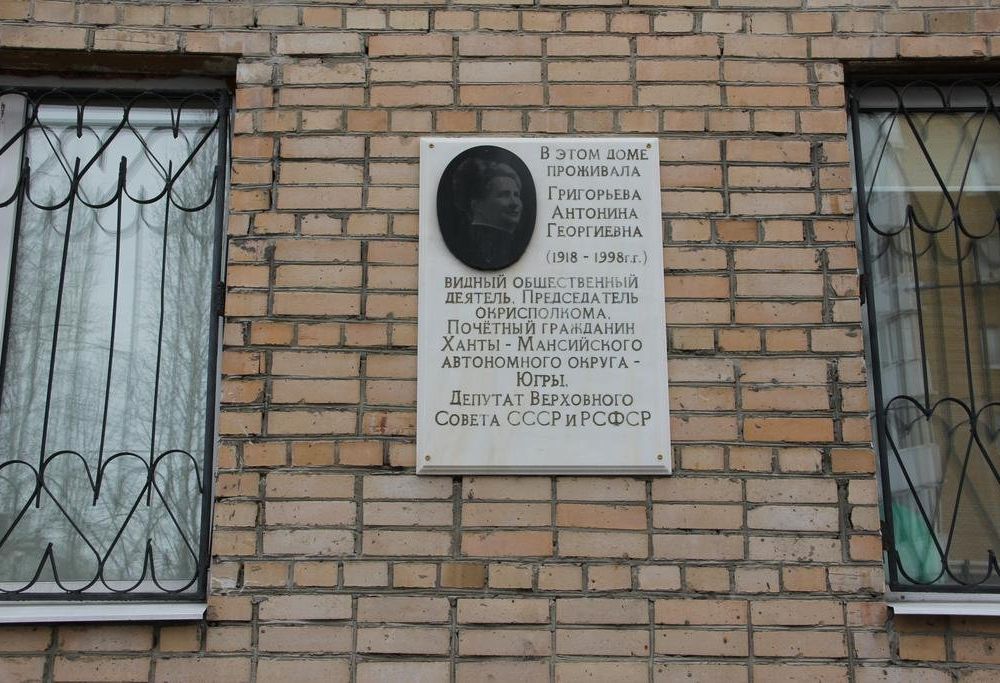 В этом доме
проживала
Григорьева
Антонина
Георгиевна
(1918 - 1998г.г.)
видный общественный
деятель, Председатель
окрисполкома,
Почётный гражданин
Ханты - Мансийского
автономного округа -
Югры,
Депутат Верховного
Совета СССР и РСФСР